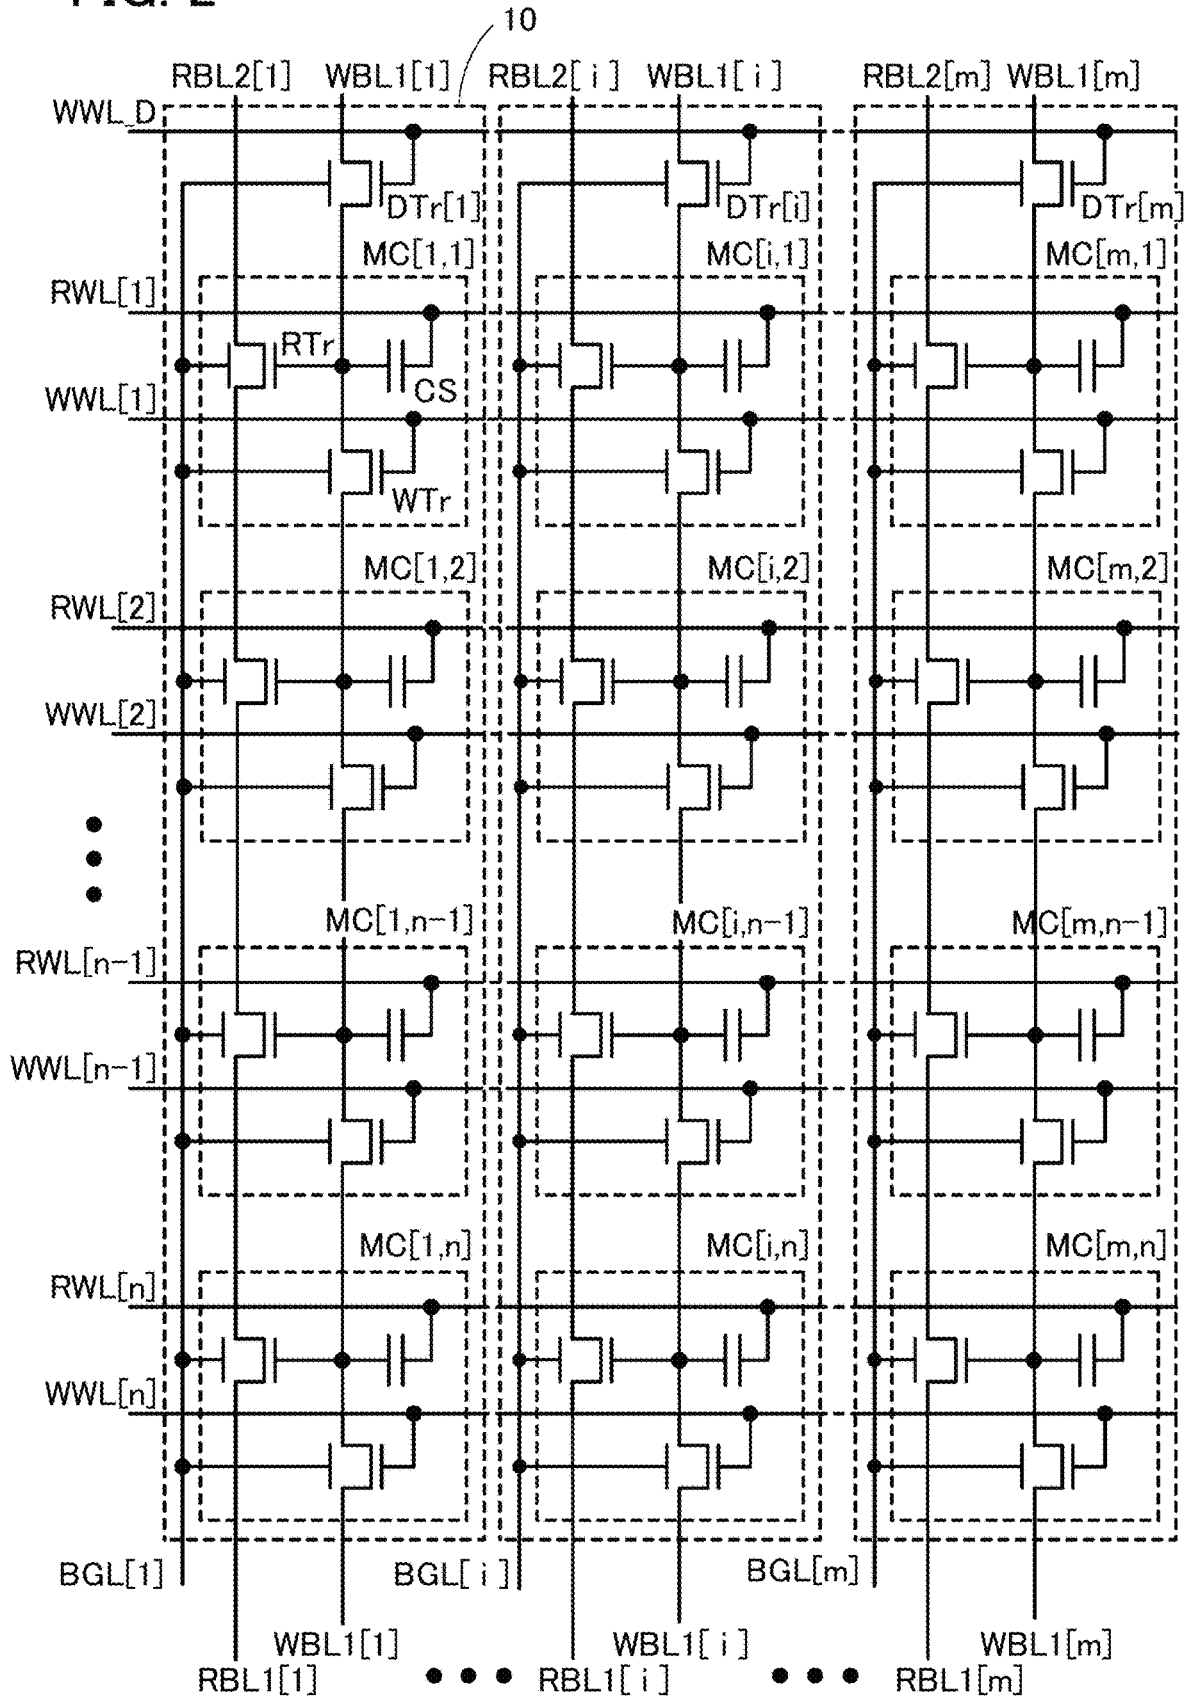 FIG. 2
10
RBL2[1] WBL1[1] RBL2[i] WBL1[i] RBL2[m] WBL1[m]
WWL_D
DTr[1] DTr[i] DTr[m]
MC[1,1] MC[i,1] MC[m,1]
RWL[1]
RTr
CS
WWL[1]
WTr
MC[1,2] MC[i,2] MC[m,2]
RWL[2]
WWL[2]
MC[1,n-1] MC[i,n-1] MC[m,n-1]
RWL[n-1]
WWL[n-1]
MC[1,n] MC[i,n] MC[m,n]
RWL[n]
WWL[n]
BGL[1] BGL[i] BGL[m]
WBL1[1] WBL1[i] WBL1[m]
RBL1[1] RBL1[i] RBL1[m]